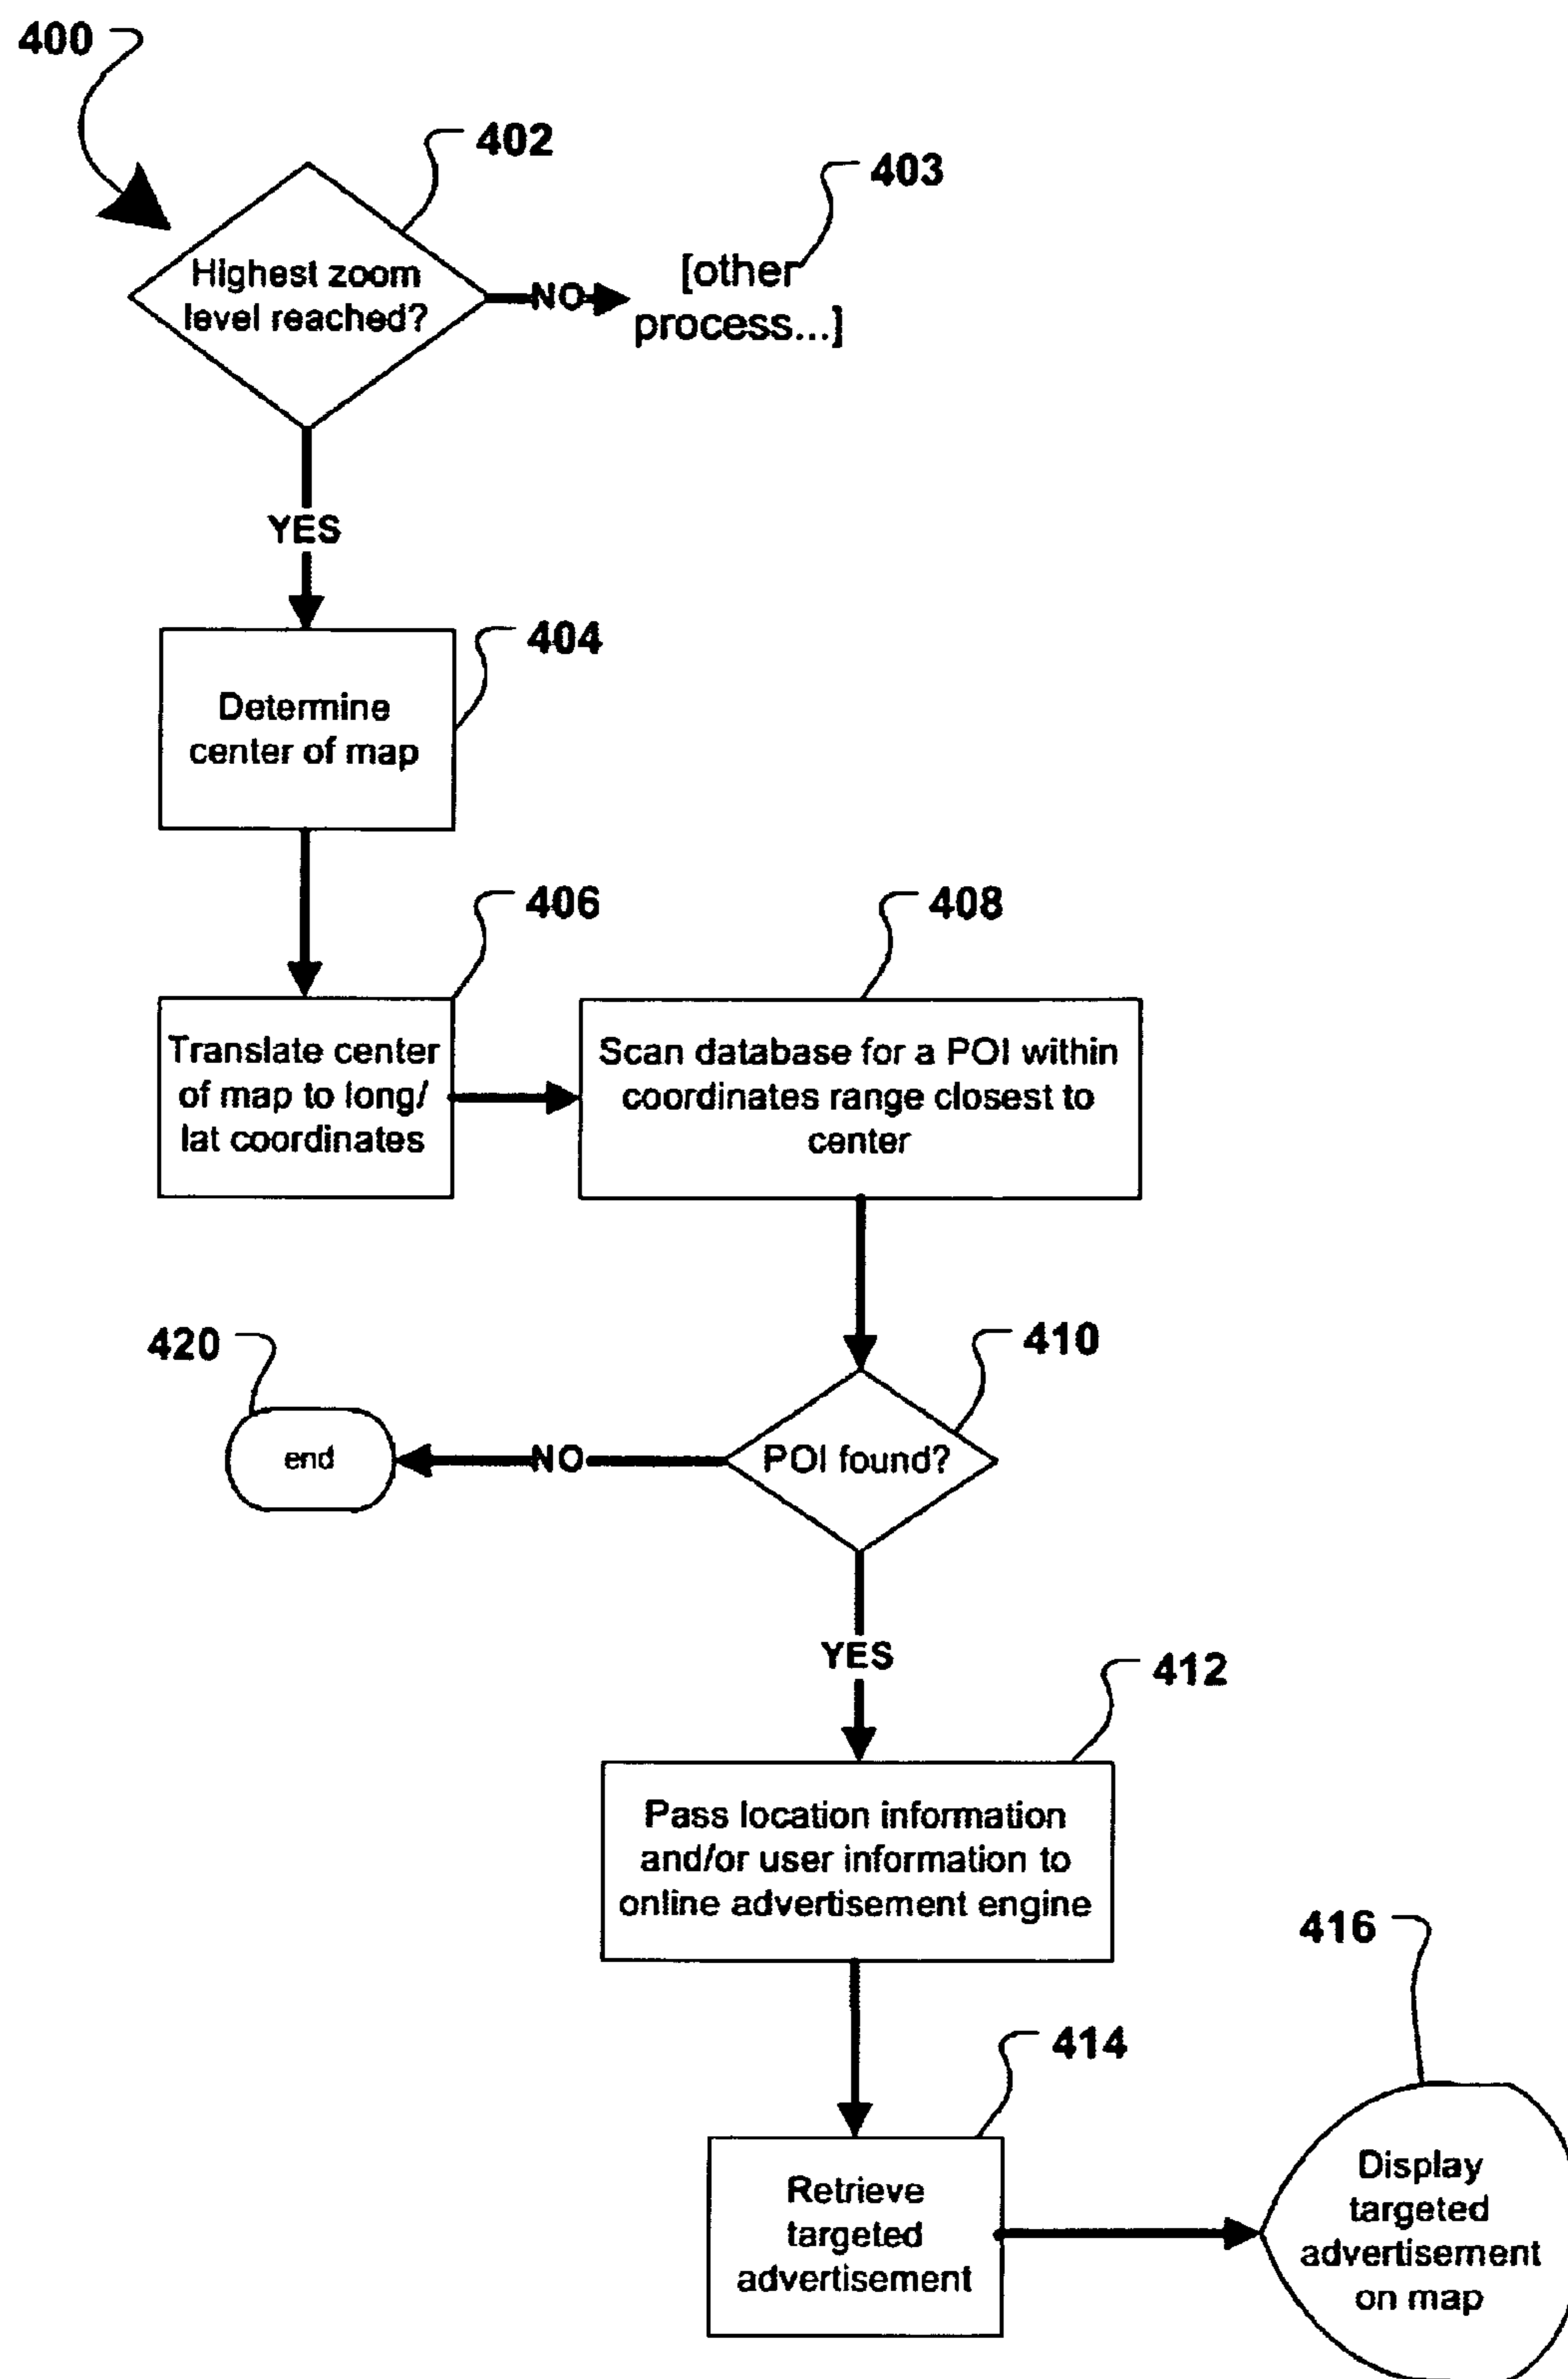 400
402
403
Highest zoom
level reached?
NO
[other
process...]
YES
404
Determine
center of map
406
408
Translate center
of map to long/
lat coordinates
Scan database for a POI within
coordinates range closest to
center
420
410
end
NO
POI found?
YES
412
Pass location information
and/or user information to
online advertisement engine
416
414
Retrieve
targeted
advertisement
Display
targeted
advertisement
on map